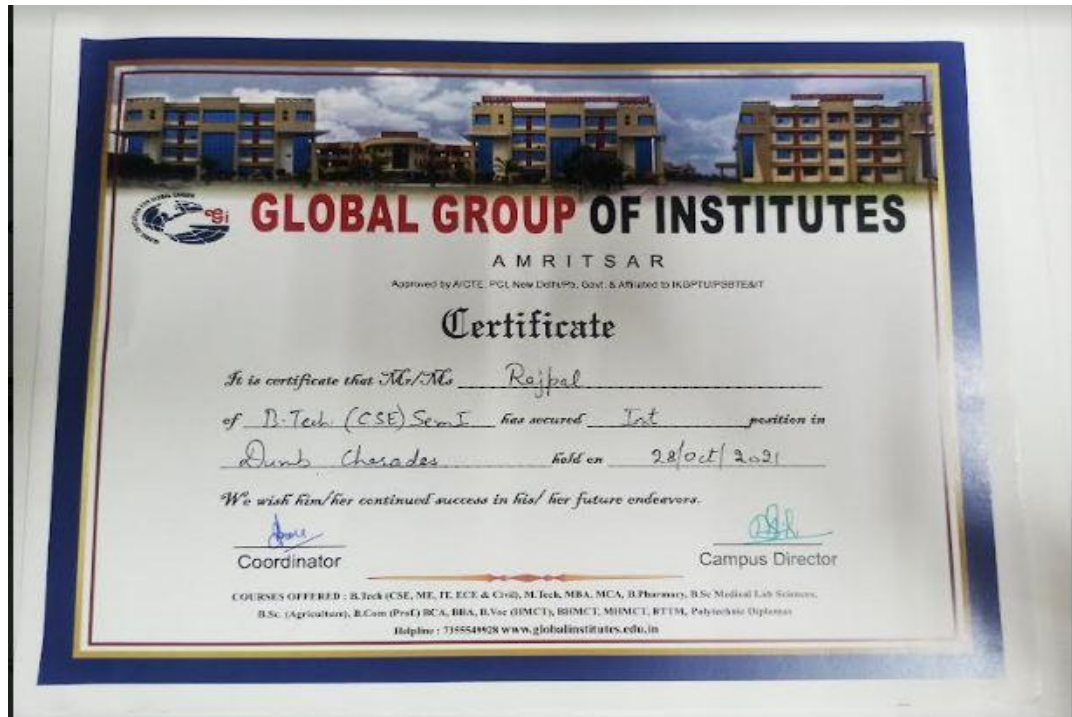 GLOBAL GROUP OF INSTITUTES
AMRITSAR
Approved by AICTE, PCI, New Delhi/Pb. Govt. & Affiliated to IKGPTU/PSBTE&IT
Certificate
It is certificate that Mr/Ms Rajpal
of B.Tech (CSE) Sem I has secured Ist position in
Dumb Charades held on 28/oct/2021
We wish him/her continued success in his/ her future endeavors.
Coordinator Campus Director
COURSES OFFERED : B.Tech (CSE, ME, IT, ECE & Civil), M.Tech, MBA, MCA, B.Pharmacy, B.Sc Medical Lab Sciences,
B.Sc. (Agriculture), B.Com (Prof.) BCA, BBA, B.Voc (HMCT), BHMCT, MHMCT, BTTM, Polytechnic Diplomas
Helpline : 7355549928 www.globalinstitutes.edu.in